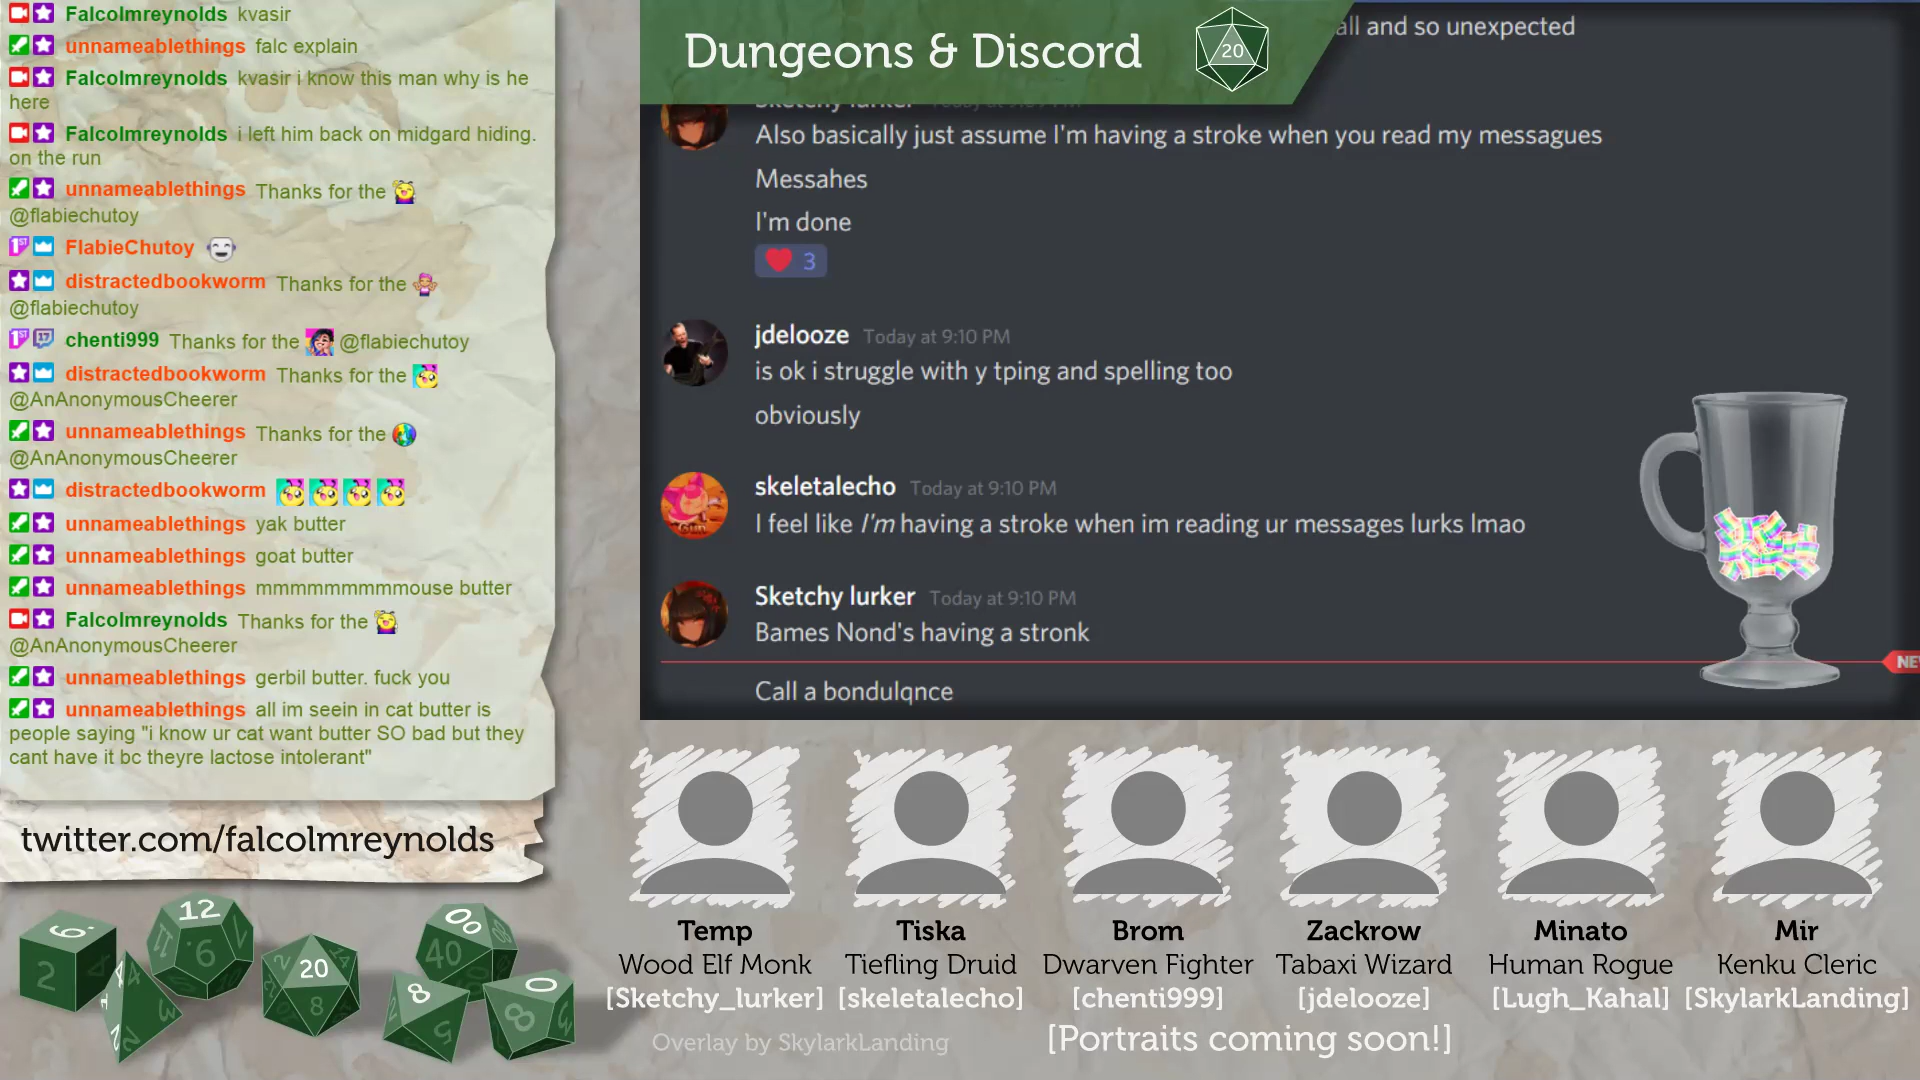 Falcolmreynolds kvasir
unnameablethings falc explain
Falcolmreynolds kvasir i know this man why is he
here
Falcolmreynolds i left him back on midgard hiding.
on the run
unnameablethings Thanks for the
@flabiechutoy
FlabieChutoy
distractedbookworm Thanks for the
@flabiechutoy
chenti999 Thanks for the @flabiechutoy
distractedbookworm Thanks for the
@AnAnonymousCheerer
unnameablethings Thanks for the
@AnAnonymousCheerer
distractedbookworm
unnameablethings yak butter
unnameablethings goat butter
unnameablethings mmmmmmmmmouse butter
Falcolmreynolds Thanks for the
@AnAnonymousCheerer
unnameablethings gerbil butter. fuck you
unnameablethings all im seein in cat butter is
people saying "i know ur cat want butter SO bad but they
cant have it bc theyre lactose intolerant"
twitter.com/falcolmreynolds
Dungeons & Discord
20
all and so unexpected
Sketchy lurker Today at
Also basically just assume I'm having a stroke when you read my messagues
Messahes
I'm done
3
jdelooze Today at 9:10 PM
is ok i struggle with y tping and spelling too
obviously
skeletalecho Today at 9:10 PM
I feel like I'm having a stroke when im reading ur messages lurks lmao
Sketchy lurker Today at 9:10 PM
Bames Nond's having a stronk
NE
Call a bondulqnce
Temp
Wood Elf Monk
[Sketchy_lurker]
Tiska
Tiefling Druid
[skeletalecho]
Brom
Dwarven Fighter
[chenti999]
Zackrow
Tabaxi Wizard
[jdelooze]
Minato
Human Rogue
[Lugh_Kahal]
Mir
Kenku Cleric
[SkylarkLanding]
Overlay by SkylarkLanding
[Portraits coming soon!]